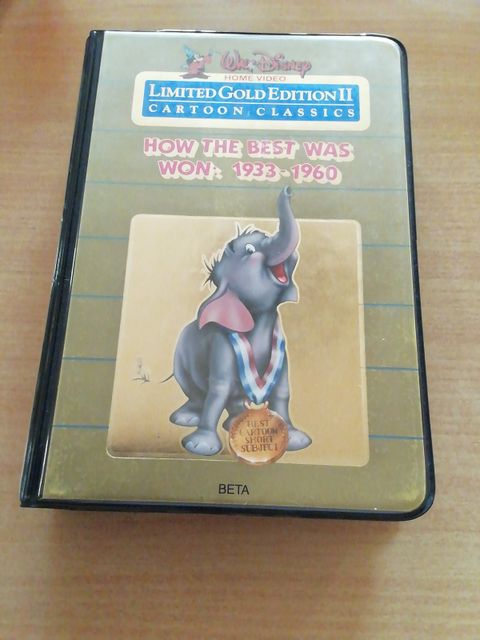 Walt Disney
HOME VIDEO
LIMITED GOLD EDITION II
CARTOON CLASSICS
HOW THE BEST WAS
WON: 1933-1960
BEST
CARTOON
SHORT
SUBJECT
BETA